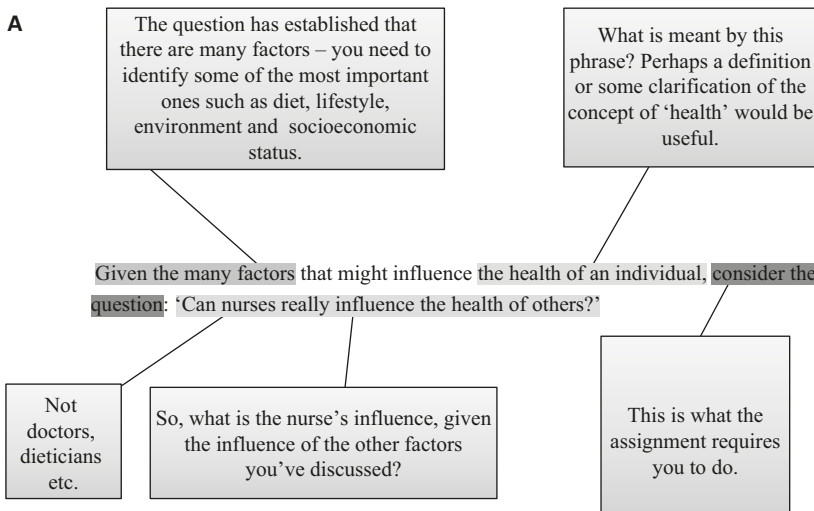 A
The question has established that
there are many factors – you need to
identify some of the most important
ones such as diet, lifestyle,
environment and socioeconomic
status.
What is meant by this
phrase? Perhaps a definition
or some clarification of the
concept of ‘health’ would be
useful.
Given the many factors that might influence the health of an individual, consider the
question: ‘Can nurses really influence the health of others?’
Not
doctors,
dieticians
etc.
So, what is the nurse’s influence, given
the influence of the other factors
you’ve discussed?
This is what the
assignment requires
you to do.